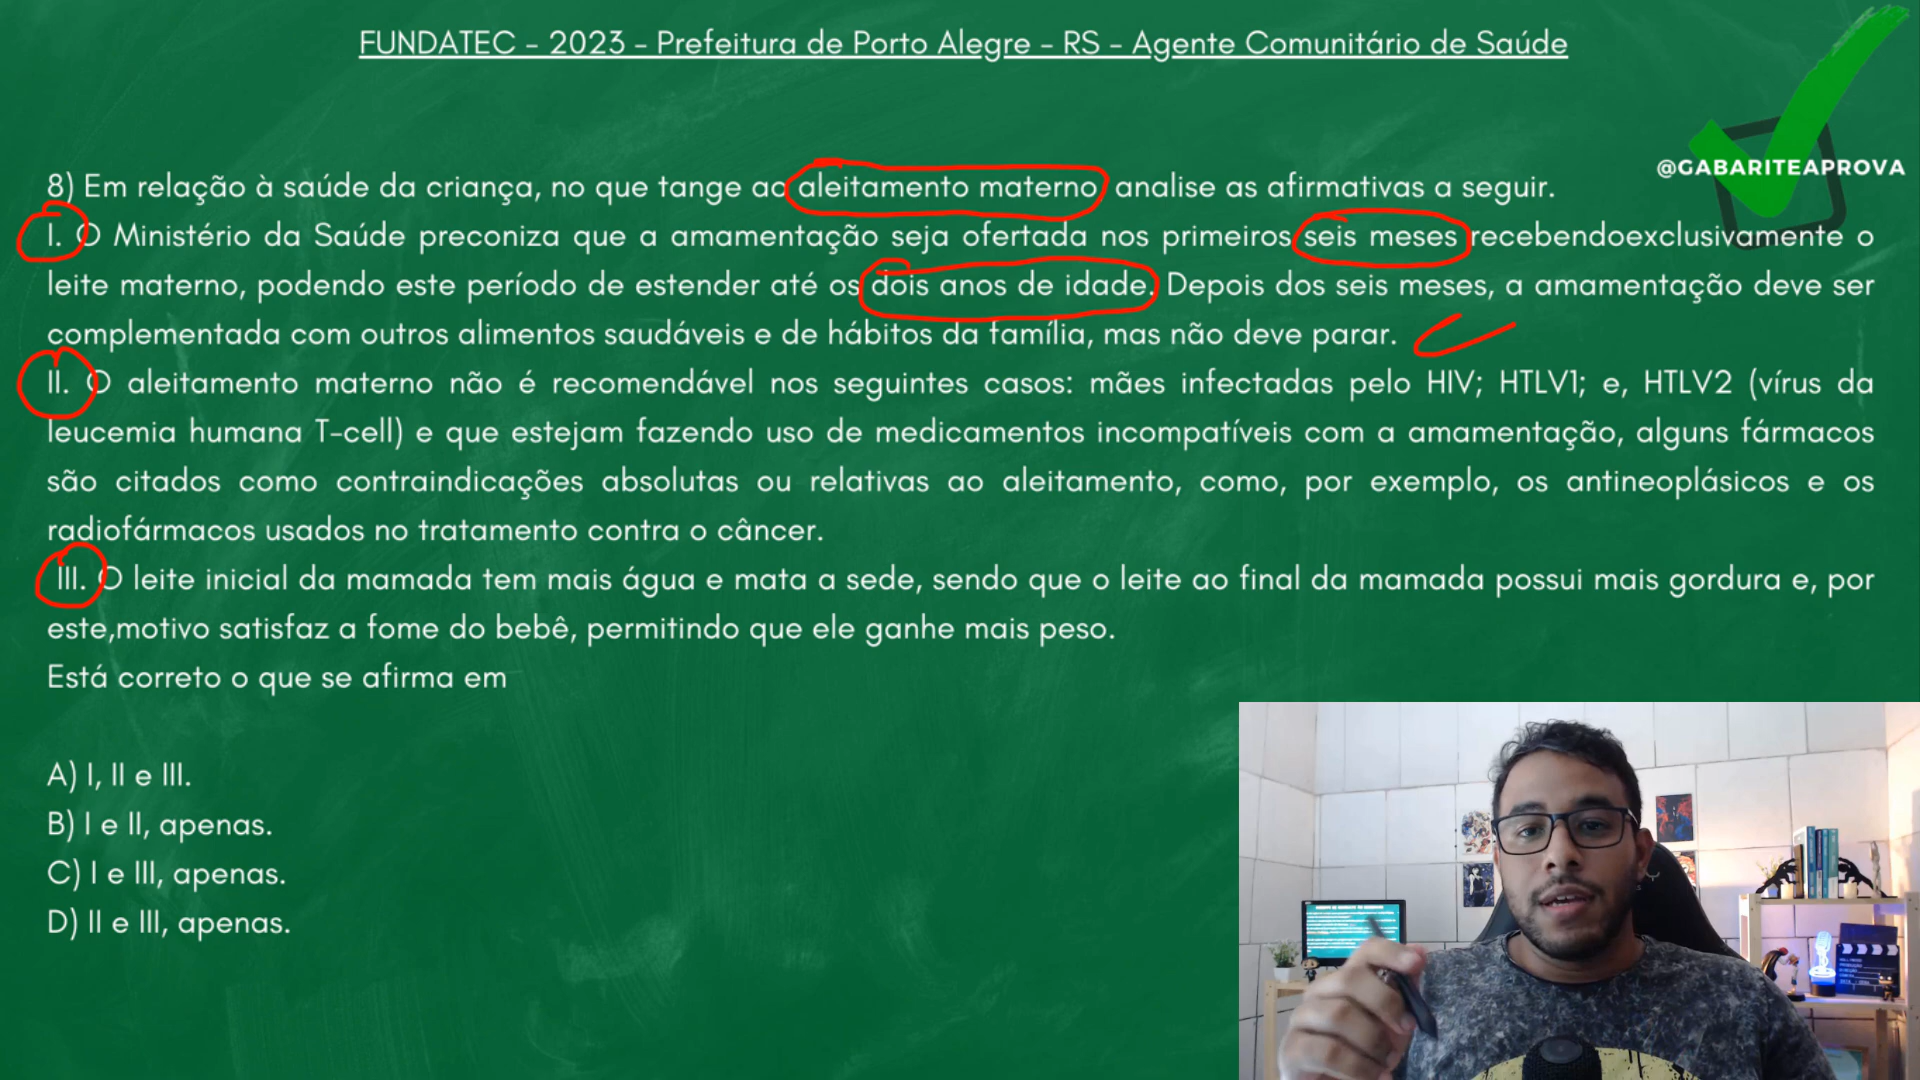 FUNDATEC - 2023 - Prefeitura de Porto Alegre - RS - Agente Comunitário de Saúde
@GABARITEAPROVA
8) Em relação à saúde da criança, no que tange ao aleitamento materno analise as afirmativas a seguir.
I. O Ministério da Saúde preconiza que a amamentação seja ofertada nos primeiros seis meses recebendoexclusivamente o
leite materno, podendo este período de estender até os dois anos de idade. Depois dos seis meses, a amamentação deve ser
complementada com outros alimentos saudáveis e de hábitos da família, mas não deve parar.
II. O aleitamento materno não é recomendável nos seguintes casos: mães infectadas pelo HIV; HTLV1; e, HTLV2 (vírus da
leucemia humana T-cell) e que estejam fazendo uso de medicamentos incompatíveis com a amamentação, alguns fármacos
são citados como contraindicações absolutas ou relativas ao aleitamento, como, por exemplo, os antineoplásicos e os
radiofármacos usados no tratamento contra o câncer.
III. O leite inicial da mamada tem mais água e mata a sede, sendo que o leite ao final da mamada possui mais gordura e, por
este,motivo satisfaz a fome do bebê, permitindo que ele ganhe mais peso.
Está correto o que se afirma em
A) I, II e III.
B) I e II, apenas.
C) I e III, apenas.
D) II e III, apenas.